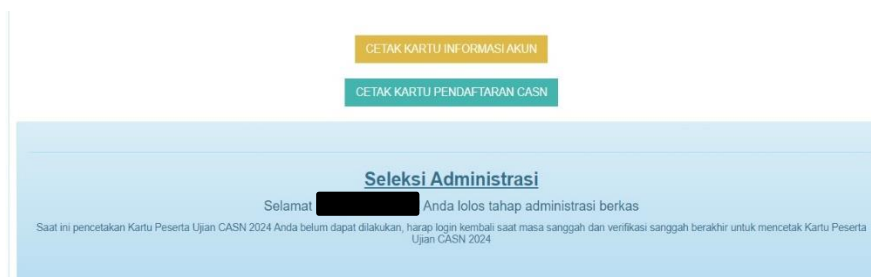 CETAK KARTU INFORMASI AKUN
CETAK KARTU PENDAFTARAN CASN
Seleksi Administrasi
Selamat Anda lolos tahap administrasi berkas
Saat ini pencetakan Kartu Peserta Ujian CASN 2024 Anda belum dapat dilakukan, harap login kembali saat masa sanggah dan verifikasi sanggah berakhir untuk mencetak Kartu Peserta
Ujian CASN 2024